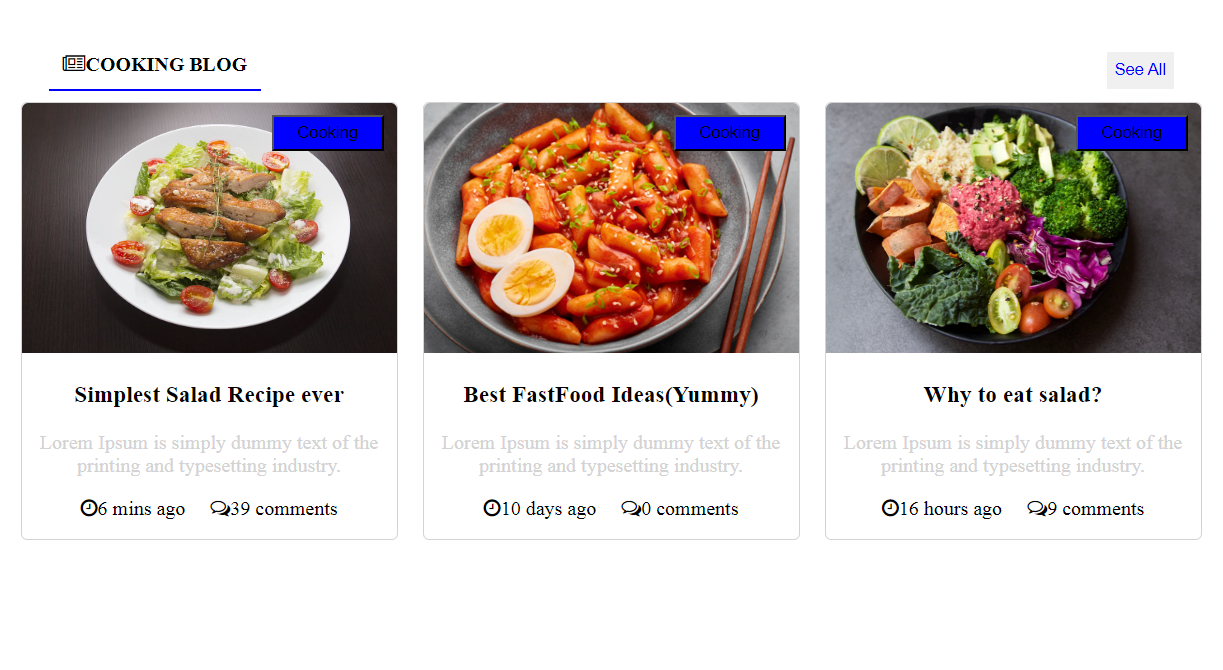 COOKING BLOG
See All
Cooking
Cooking
Cooking
Simplest Salad Recipe ever
Lorem Ipsum is simply dummy text of the
printing and typesetting industry.
6 mins ago 39 comments
Best FastFood Ideas(Yummy)
Lorem Ipsum is simply dummy text of the
printing and typesetting industry.
10 days ago 0 comments
Why to eat salad?
Lorem Ipsum is simply dummy text of the
printing and typesetting industry.
16 hours ago 9 comments